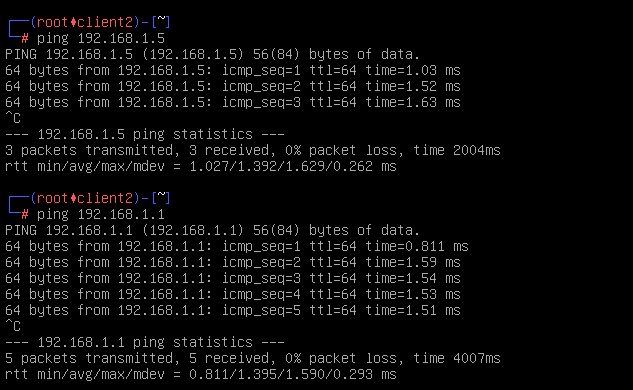 ┌──(root♦client2)-[~]
└─# ping 192.168.1.5
PING 192.168.1.5 (192.168.1.5) 56(84) bytes of data.
64 bytes from 192.168.1.5: icmp_seq=1 ttl=64 time=1.03 ms
64 bytes from 192.168.1.5: icmp_seq=2 ttl=64 time=1.52 ms
64 bytes from 192.168.1.5: icmp_seq=3 ttl=64 time=1.63 ms
^C
--- 192.168.1.5 ping statistics ---
3 packets transmitted, 3 received, 0% packet loss, time 2004ms
rtt min/avg/max/mdev = 1.027/1.392/1.629/0.262 ms
┌──(root♦client2)-[~]
└─# ping 192.168.1.1
PING 192.168.1.1 (192.168.1.1) 56(84) bytes of data.
64 bytes from 192.168.1.1: icmp_seq=1 ttl=64 time=0.811 ms
64 bytes from 192.168.1.1: icmp_seq=2 ttl=64 time=1.59 ms
64 bytes from 192.168.1.1: icmp_seq=3 ttl=64 time=1.54 ms
64 bytes from 192.168.1.1: icmp_seq=4 ttl=64 time=1.53 ms
64 bytes from 192.168.1.1: icmp_seq=5 ttl=64 time=1.51 ms
^C
--- 192.168.1.1 ping statistics ---
5 packets transmitted, 5 received, 0% packet loss, time 4007ms
rtt min/avg/max/mdev = 0.811/1.395/1.590/0.293 ms